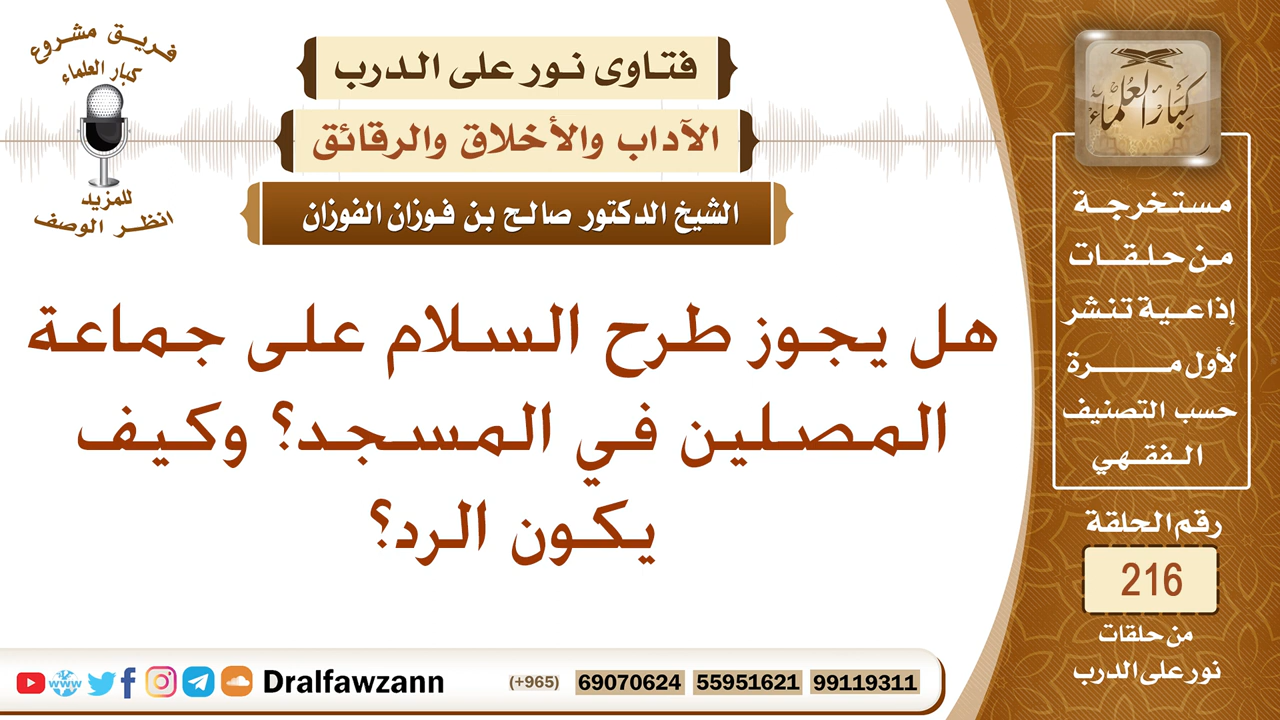 فريق مشروع
كبار العلماء
للمزيد
انظر الوصف
فتاوى نور على الدرب
الآداب والأخلاق والرقائق
الشيخ الدكتور صالح بن فوزان الفوزان
هل يجوز طرح السلام على جماعة
المصلين في المسجد؟ وكيف
يكون الرد؟
كبار العلماء
مستخرجة
من حلقات
إذاعية تنشر
لأول مرة
حسب التصنيف
الفقهي
رقم الحلقة
216
من حلقات
نور على الدرب
www Dralfawzann (+965) 69070624 55951621 99119311